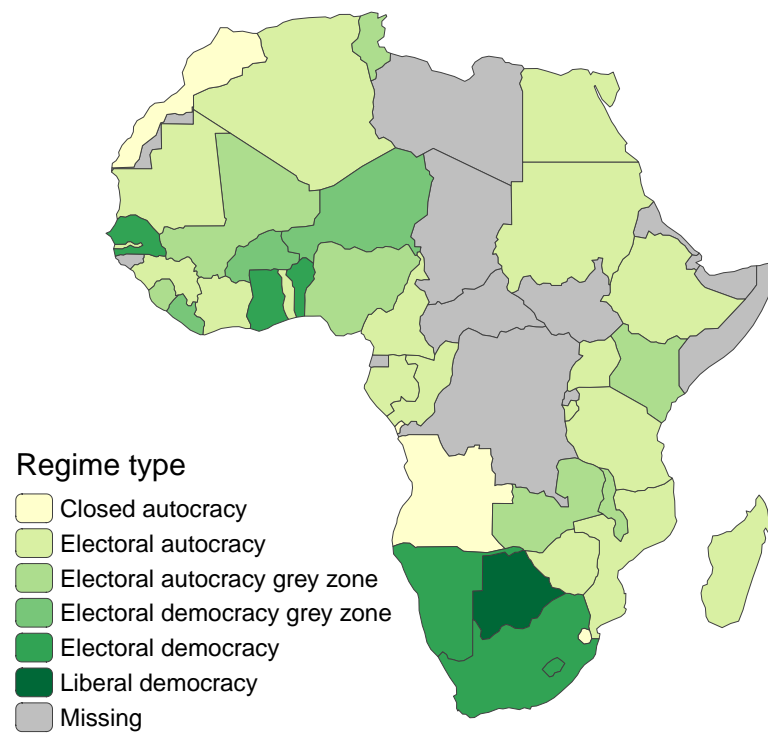 Regime type
Closed autocracy
Electoral autocracy
Electoral autocracy grey zone
Electoral democracy grey zone
Electoral democracy
Liberal democracy
Missing